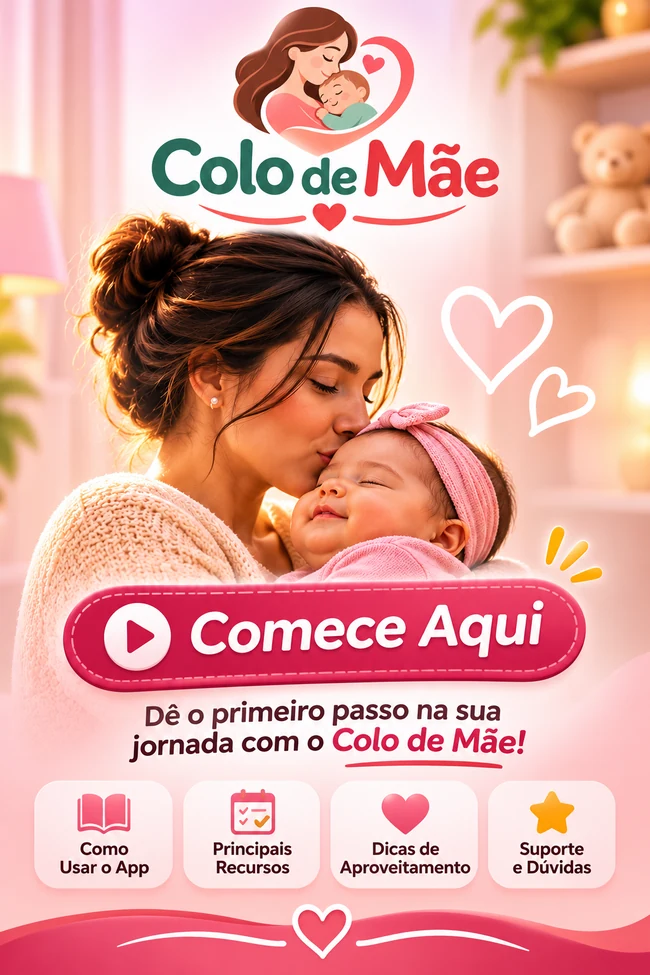 Colo de Mãe
Comece Aqui
Dê o primeiro passo na sua
jornada com o Colo de Mãe!
Como
Usar o App
Principais
Recursos
Dicas de
Aproveitamento
Suporte
e Dúvidas